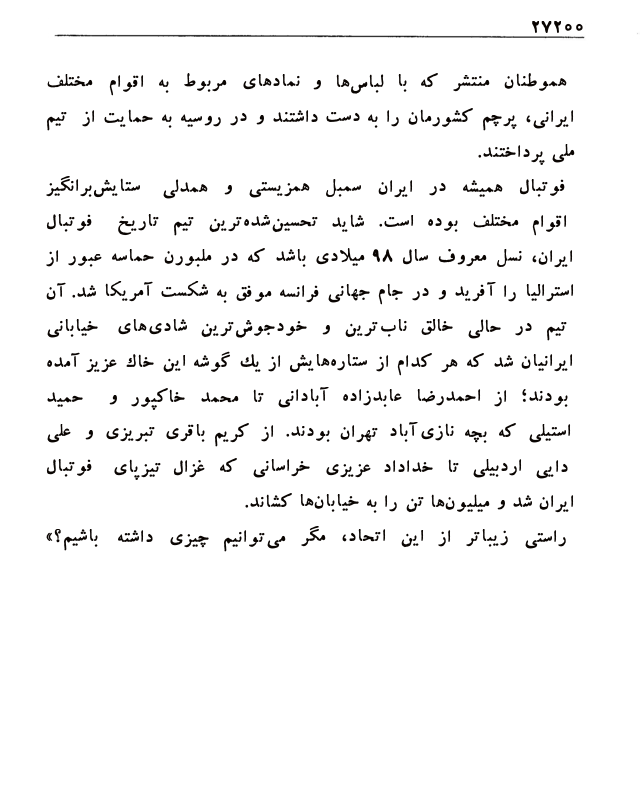 ۲۷۲۰۰
هموطنان منتشر که با لباس‌ها و نمادهای مربوط به اقوام مختلف
ایرانی، پرچم کشورمان را به دست داشتند و در روسیه به حمایت از تیم
ملی پرداختند.
فوتبال همیشه در ایران سمبل همزیستی و همدلی ستایش‌برانگیز
اقوام مختلف بوده است. شاید تحسین‌شده‌ترین تیم تاریخ فوتبال
ایران، نسل معروف سال ۹۸ میلادی باشد که در ملبورن حماسه عبور از
استرالیا را آفرید و در جام جهانی فرانسه موفق به شکست آمریکا شد. آن
تیم در حالی خالق ناب‌ترین و خودجوش‌ترین شادی‌های خیابانی
ایرانیان شد که هر کدام از ستاره‌هایش از یك گوشه این خاك عزیز آمده
بودند؛ از احمدرضا عابدزاده آبادانی تا محمد خاکپور و حمید
استیلی که بچه نازی‌آباد تهران بودند. از کریم باقری تبریزی و علی
دایی اردبیلی تا خداداد عزیزی خراسانی که غزال تیزپای فوتبال
ایران شد و میلیون‌ها تن را به خیابان‌ها کشاند.
راستی زیباتر از این اتحاد، مگر می‌توانیم چیزی داشته باشیم؟»